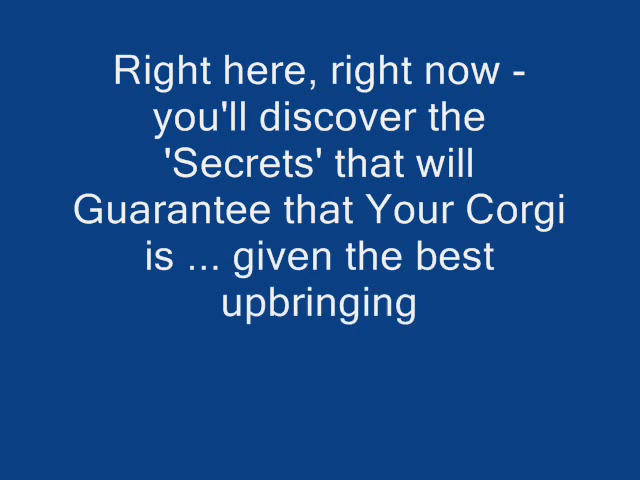 Right here, right now -
you'll discover the
'Secrets' that will
Guarantee that Your Corgi
is ... given the best
upbringing